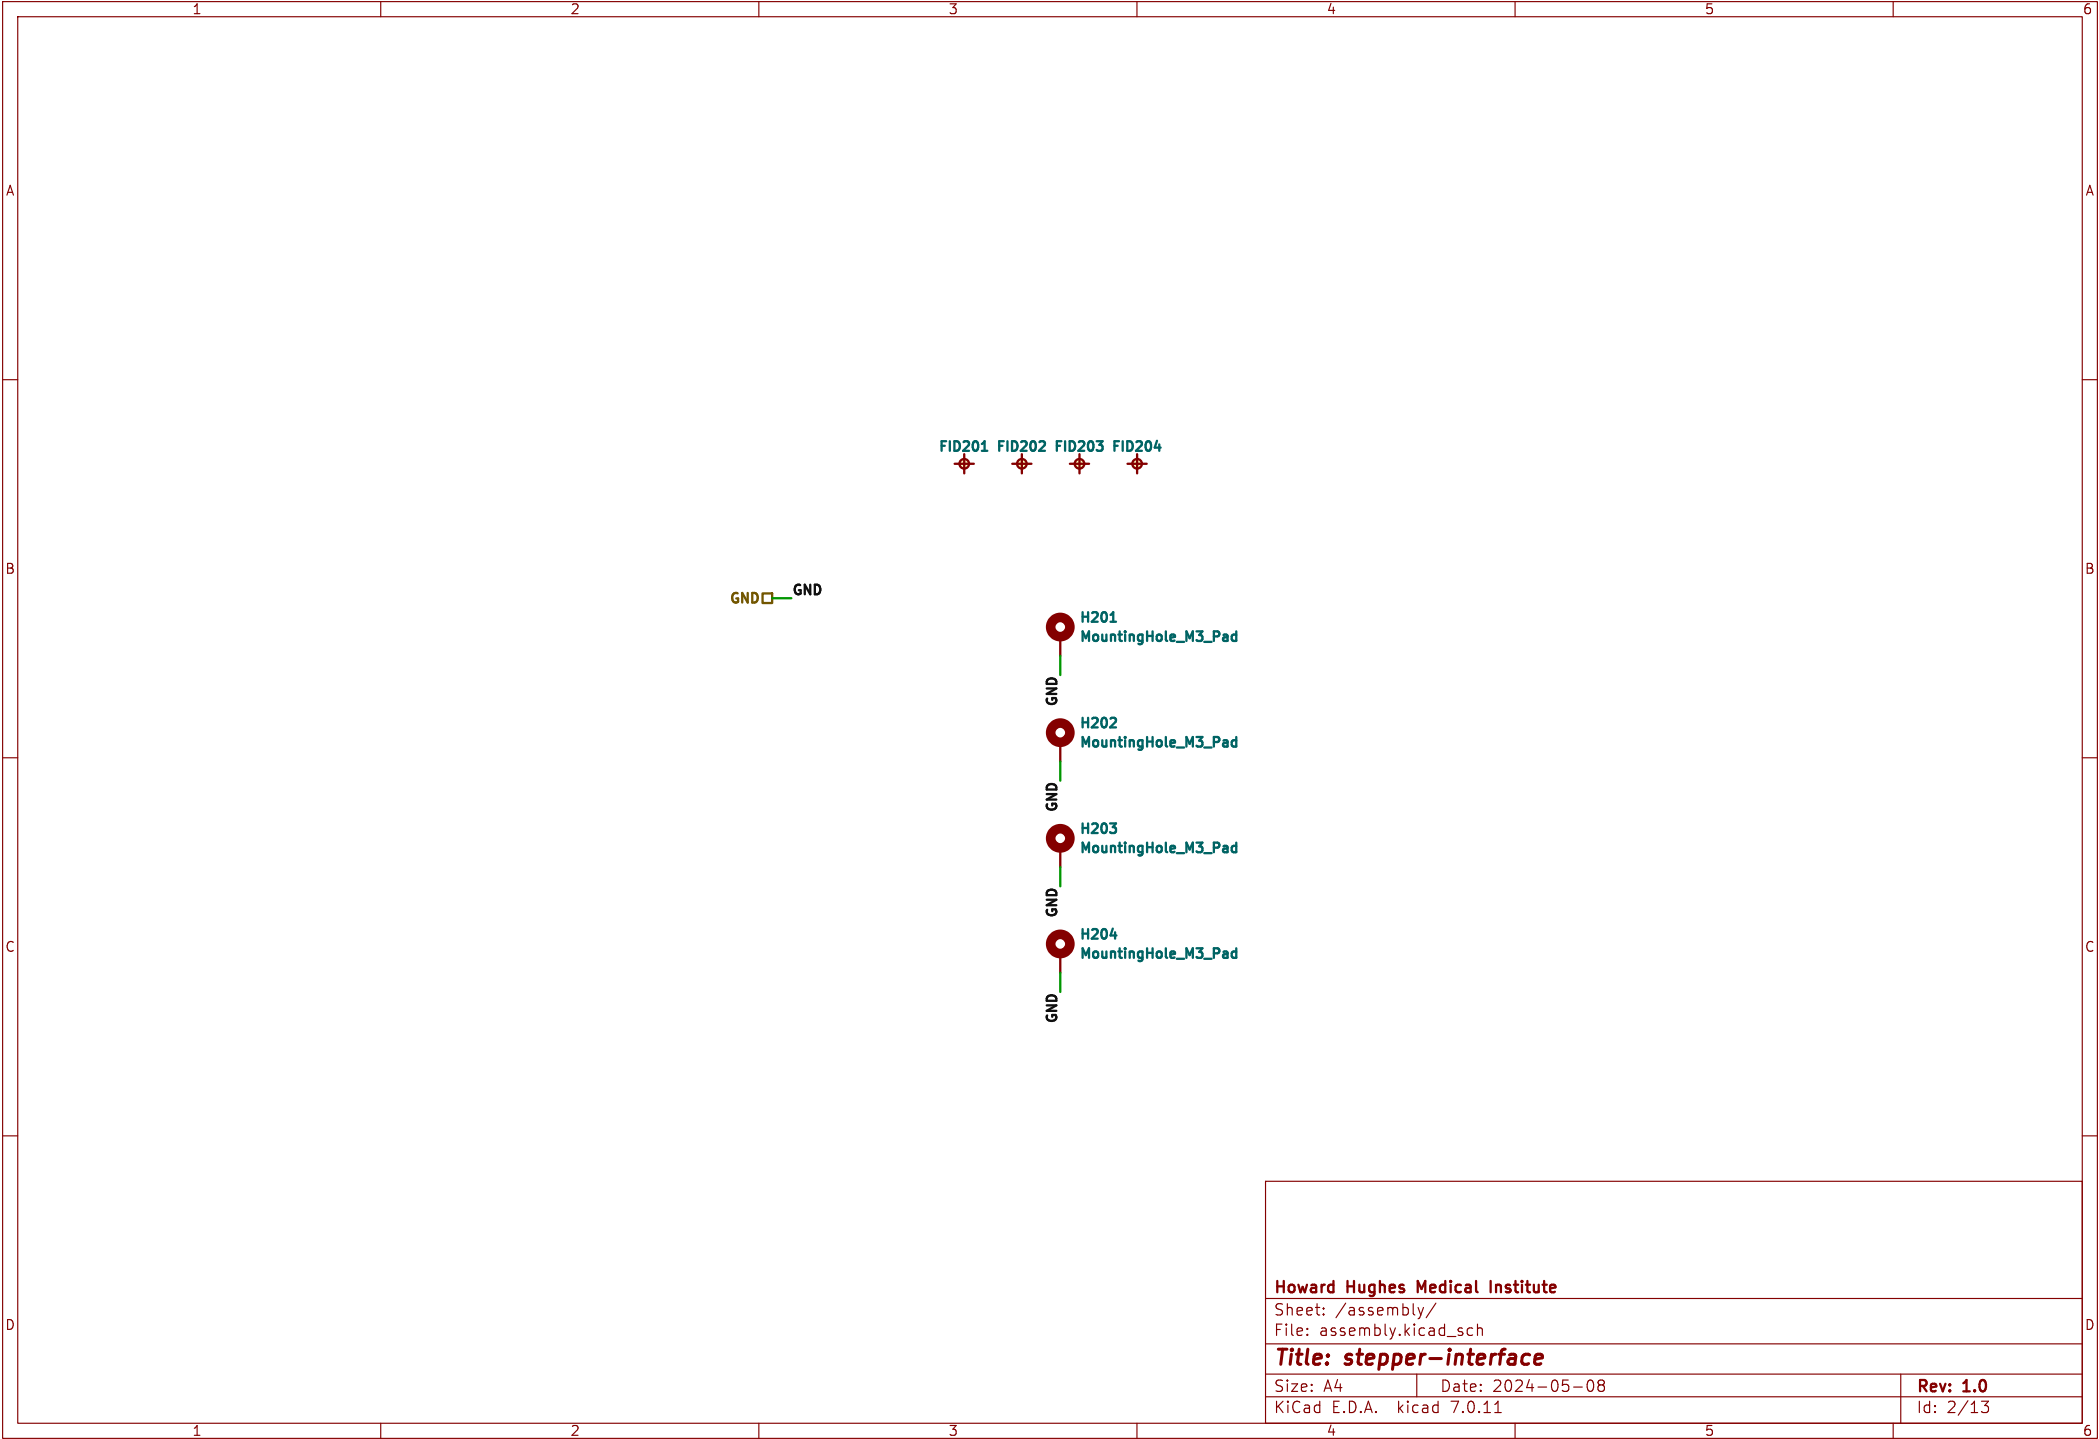 1 2 3 4 5 6
A A
FID201 FID202 FID203 FID204
B B
GND GND
H201
MountingHole_M3_Pad
GND
H202
MountingHole_M3_Pad
GND
H203
MountingHole_M3_Pad
GND
H204
MountingHole_M3_Pad
C C
GND
Howard Hughes Medical Institute
Sheet: /assembly/
D D
File: assembly.kicad_sch
Title: stepper-interface
Size: A4 Date: 2024-05-08 Rev: 1.0
KiCad E.D.A. kicad 7.0.11 Id: 2/13
1 2 3 4 5 6